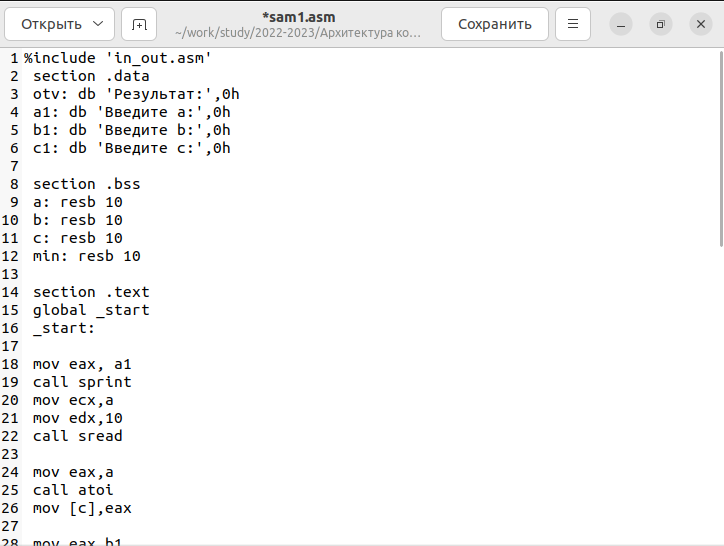 Открыть
*sam1.asm
~/work/study/2022-2023/Архитектура ко...
Сохранить
1 %include 'in_out.asm'
2 section .data
3 otv: db 'Результат:',0h
4 a1: db 'Введите a:',0h
5 b1: db 'Введите b:',0h
6 c1: db 'Введите c:',0h
7
8 section .bss
9 a: resb 10
10 b: resb 10
11 c: resb 10
12 min: resb 10
13
14 section .text
15 global _start
16 _start:
17
18 mov eax, a1
19 call sprint
20 mov ecx,a
21 mov edx,10
22 call sread
23
24 mov eax,a
25 call atoi
26 mov [c],eax
27
28 mov eax,b1